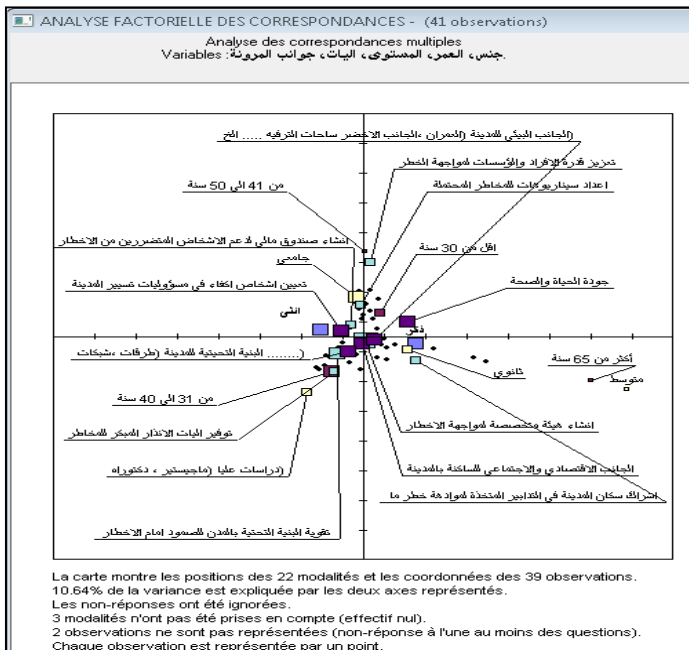 ANALYSE FACTORIELLE DES CORRESPONDANCES - (41 observations)
Analyse des correspondances multiples
Variables :جنس، العمر، المستوى، اليات، جوانب المرونة.
(الجانب البيئي للمدينة (العمران ،الجانب الاخضر ساحات الترفيه ..... الخ
تعزيز قدرة الافراد والؤسسات لمواجهة الخطر
من 41 الى 50 سنة
اعداد سيناريوهات للمخاطر المحتملة
انشاء صندوق مالي لدعم الاشخاص المتضررين من الاخطار
اقل من 30 سنة
جامعي
تعيين اشخاص اكفاء في مسؤوليات تسيير المدينة
جودة الحياة والصحة
انثى
ذكر
(........ البنية التحيتية للمدينة (طرقات ،شبكات
أكثر من 65 سنة
ثانوي
متوسط
من 31 الى 40 سنة
انشاء هيئة متخصصة لمواجهة الاخطار
توفير اليات الانذار المبكر للمخاطر
(دراسات عليا (ماجيستير ، دكتوراه
الجانب الاقتصادي والاجتماعي للساكنة بالمدينة
اشراك سكان المدينة في التدابير المتخذة لمواجهة خطر ما
تقوية البنية التحتية بالمدن للصمود امام الاخطار
La carte montre les positions des 22 modalités et les coordonnées des 39 observations.
10.64% de la variance est expliquée par les deux axes représentés.
Les non-réponses ont été ignorées.
3 modalités n'ont pas été prises en compte (effectif nul).
2 observations ne sont pas représentées (non-réponse à l'une au moins des questions).
Chaque observation est représentée par un point.